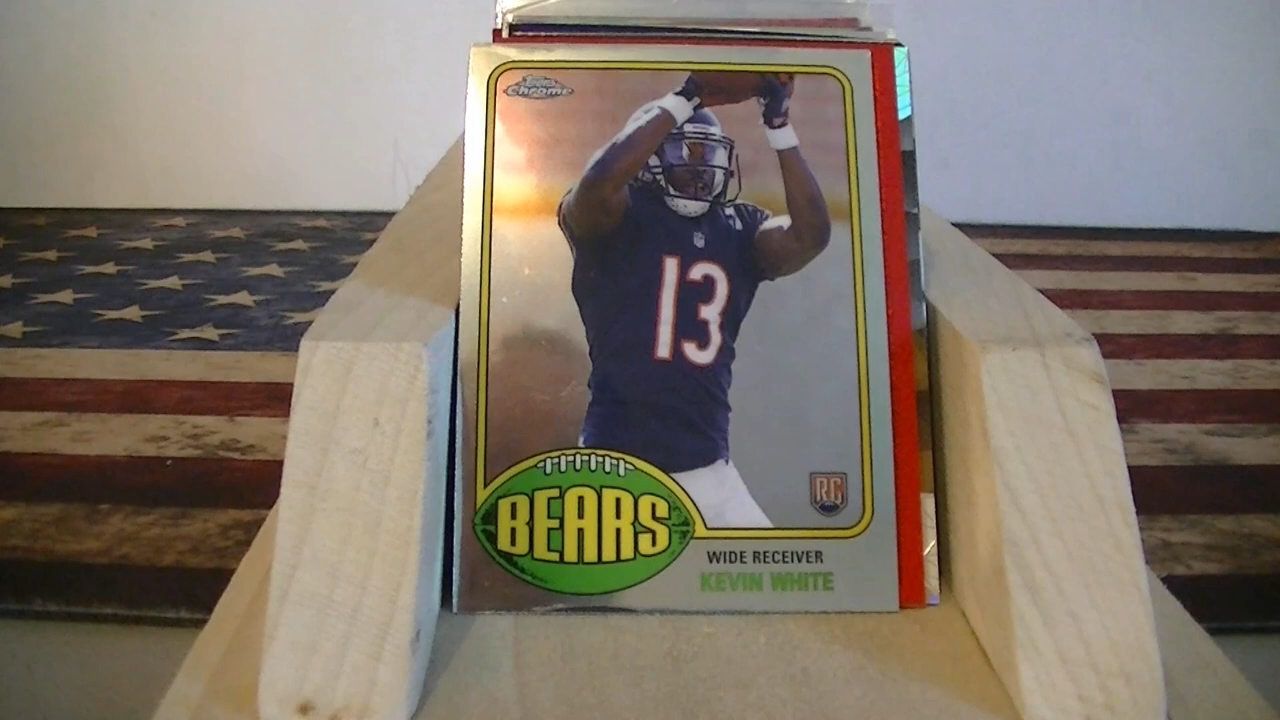 Topps
Chrome
13
BEARS
RC
WIDE RECEIVER
KEVIN WHITE